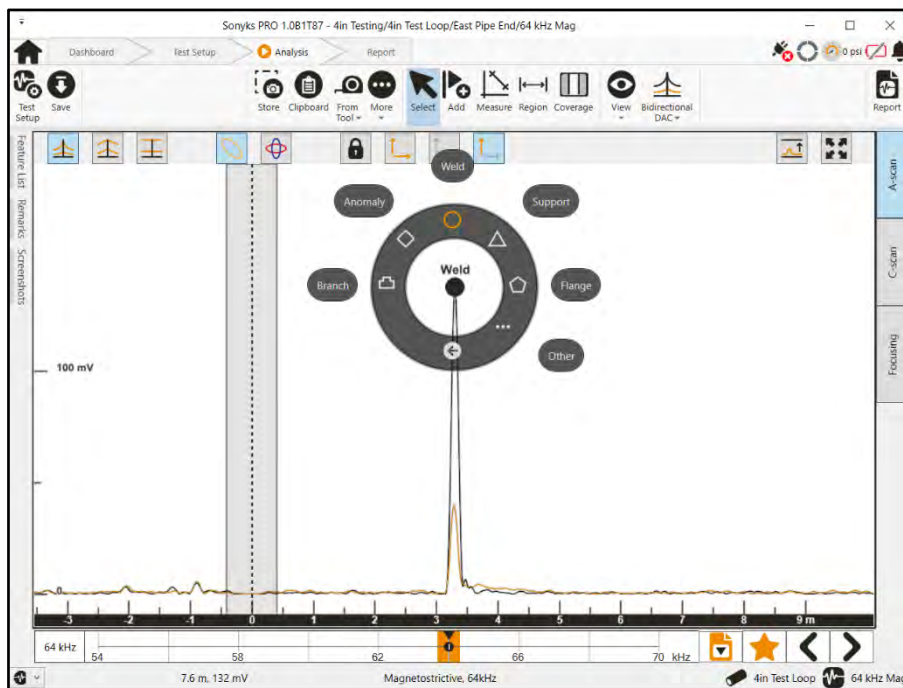 Sonyks PRO 1.0B1T87 - 4in Testing/4in Test Loop/East Pipe End/64 kHz Mag
Dashboard Test Setup Analysis Report
0 psi
Test Setup Save Store Clipboard From Tool More Select Add Measure Region Coverage View Bidirectional DAC Report
Feature List
Remarks
Screenshots
A-scan
C-scan
Focusing
Weld
Anomaly Support
Weld
Branch Flange
Other
100 mV
0
-3 -2 -1 0 1 2 3 4 5 6 7 8 9 m
64 kHz 54 58 62 66 70 kHz
7.6 m, 132 mV Magnetostrictive, 64kHz 4in Test Loop 64 kHz Mag